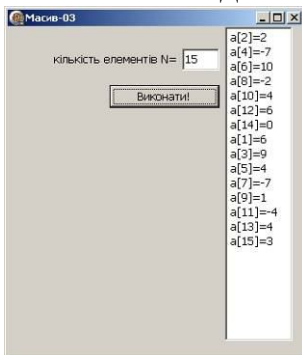 Масив-03
кількість елементів N= 15
Виконати!
a[2]=2
a[4]=-7
a[6]=10
a[8]=-2
a[10]=4
a[12]=6
a[14]=0
a[1]=6
a[3]=9
a[5]=4
a[7]=-7
a[9]=1
a[11]=-4
a[13]=4
a[15]=3